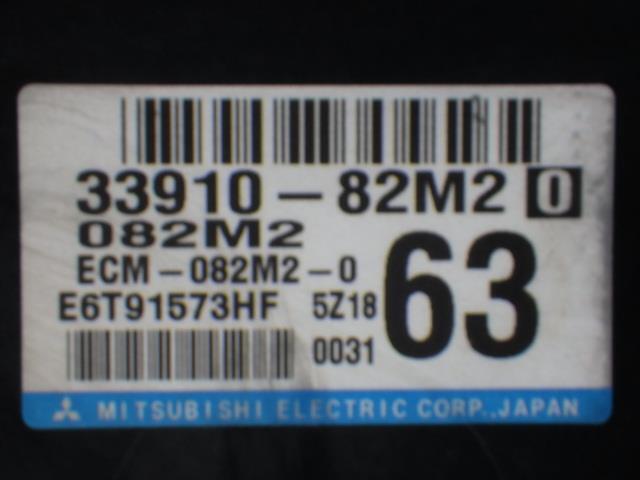 33910-82M2 0
082M2
63
ECM-082M2-0
E6T91573HF 5Z18
0031
MITSUBISHI ELECTRIC CORP., JAPAN